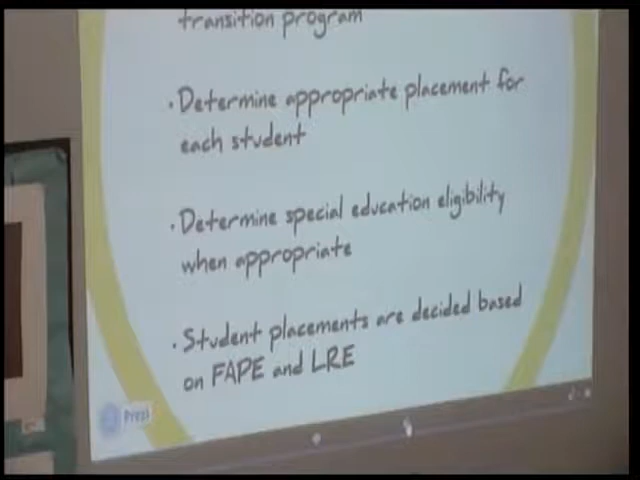 transition program
• Determine appropriate placement for
each student
• Determine special education eligibility
when appropriate
• Student placements are decided based
on FAPE and LRE
Prezi